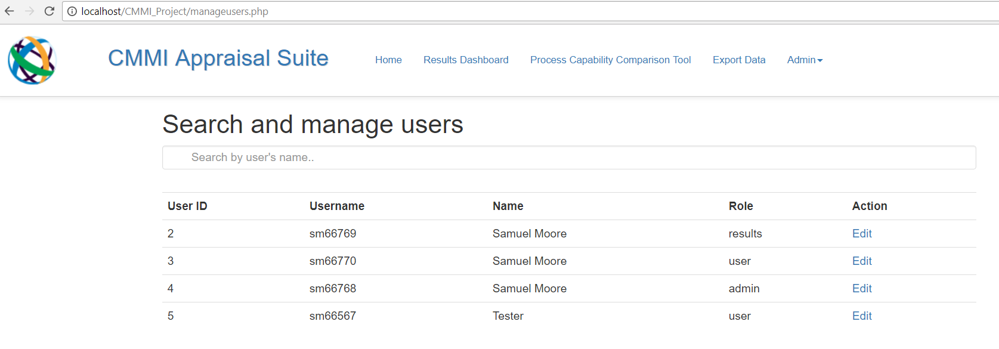 localhost/CMMI_Project/manageusers.php
CMMI Appraisal Suite Home Results Dashboard Process Capability Comparison Tool Export Data Admin
Search and manage users
Search by user's name..
User ID Username Name Role Action
2 sm66769 Samuel Moore results Edit
3 sm66770 Samuel Moore user Edit
4 sm66768 Samuel Moore admin Edit
5 sm66567 Tester user Edit